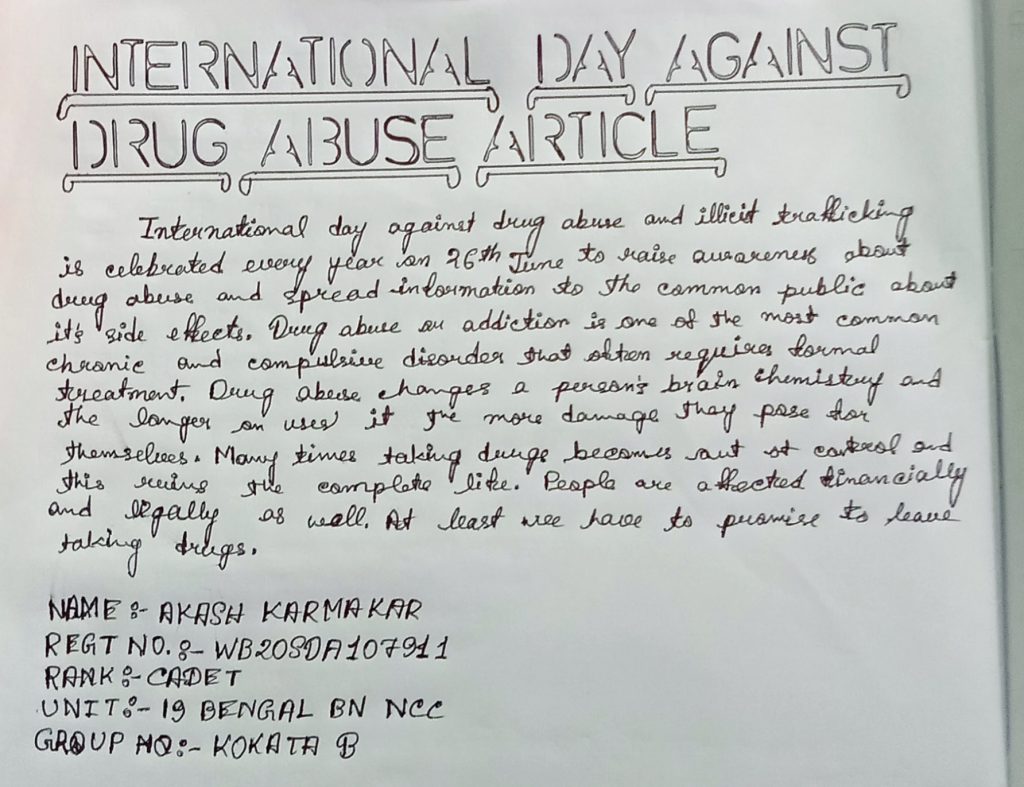 INTERNATIONAL DAY AGAINST
DRUG ABUSE ARTICLE
International day against drug abuse and illicit trafficking
is celebrated every year on 26th June to raise awareness about
drug abuse and spread information to the common public about
it's side effects. Drug abuse or addiction is one of the most common
chronic and compulsive disorder that often requires formal
treatment. Drug abuse changes a person's brain chemistry and
the longer on uses it the more damage they pose for
themselves. Many times taking drugs becomes out of control and
this ruins the complete life. People are affected financially
and legally as well. At least wee have to promise to leave
taking drugs.
NAME :- AKASH KARMAKAR
REGT NO. :- WB20SDA107911
RANK :- CADET
UNIT :- 19 BENGAL BN NCC
GROUP HQ :- KOKATA B